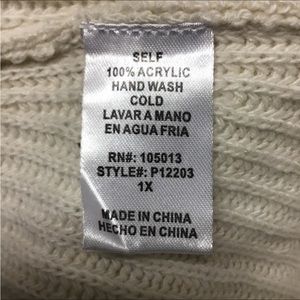 SELF
100% ACRYLIC
HAND WASH
COLD
LAVAR A MANO
EN AGUA FRIA
RN#: 105013
STYLE#: P12203
1X
MADE IN CHINA
HECHO EN CHINA